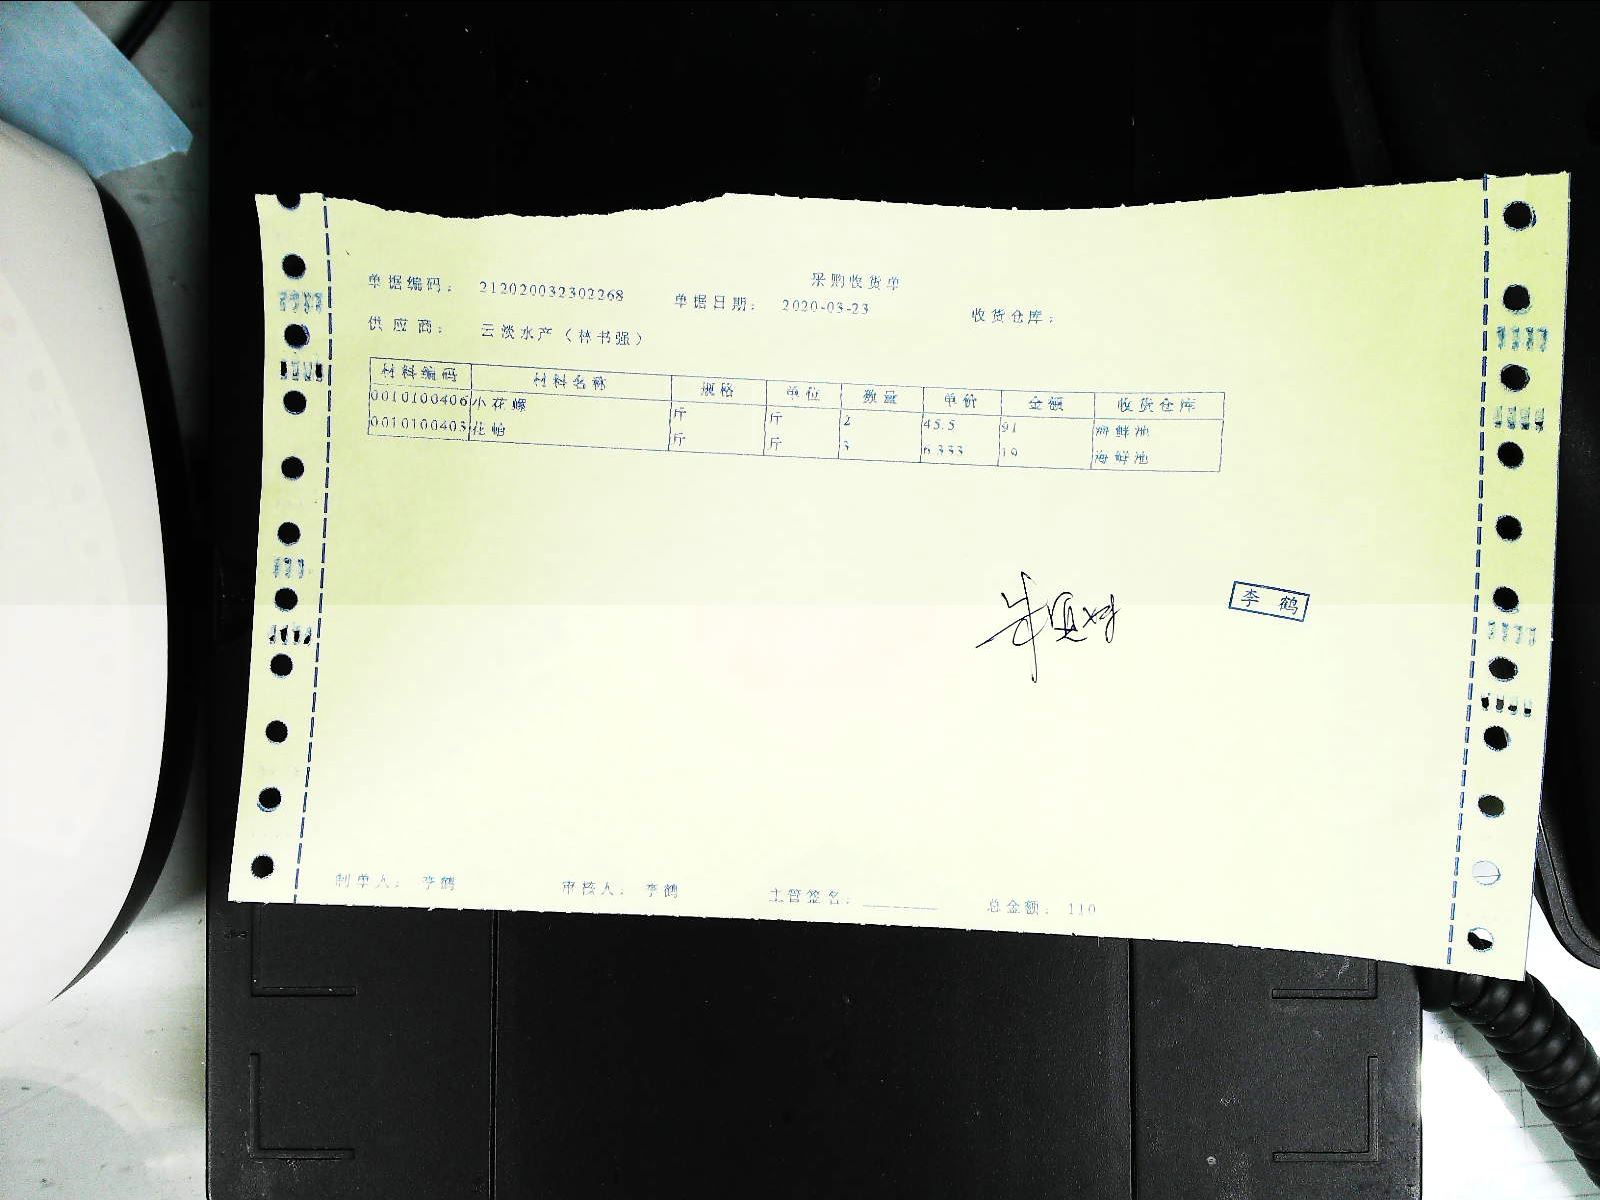 采购收货单
单据编码： 212020032302268 单据日期： 2020-03-23 收货仓库：
供应商： 云淡水产（林书强）
材料编码 材料名称 规格 单位 数量 单价 金额 收货仓库
0010100406 小花螺 斤 斤 2 45.5 91 海鲜池
0010100403 花蛤 斤 斤 3 6.333 19 海鲜池
李鹤
制单人： 李鹤 审核人： 李鹤 主管签名：________ 总金额： 110